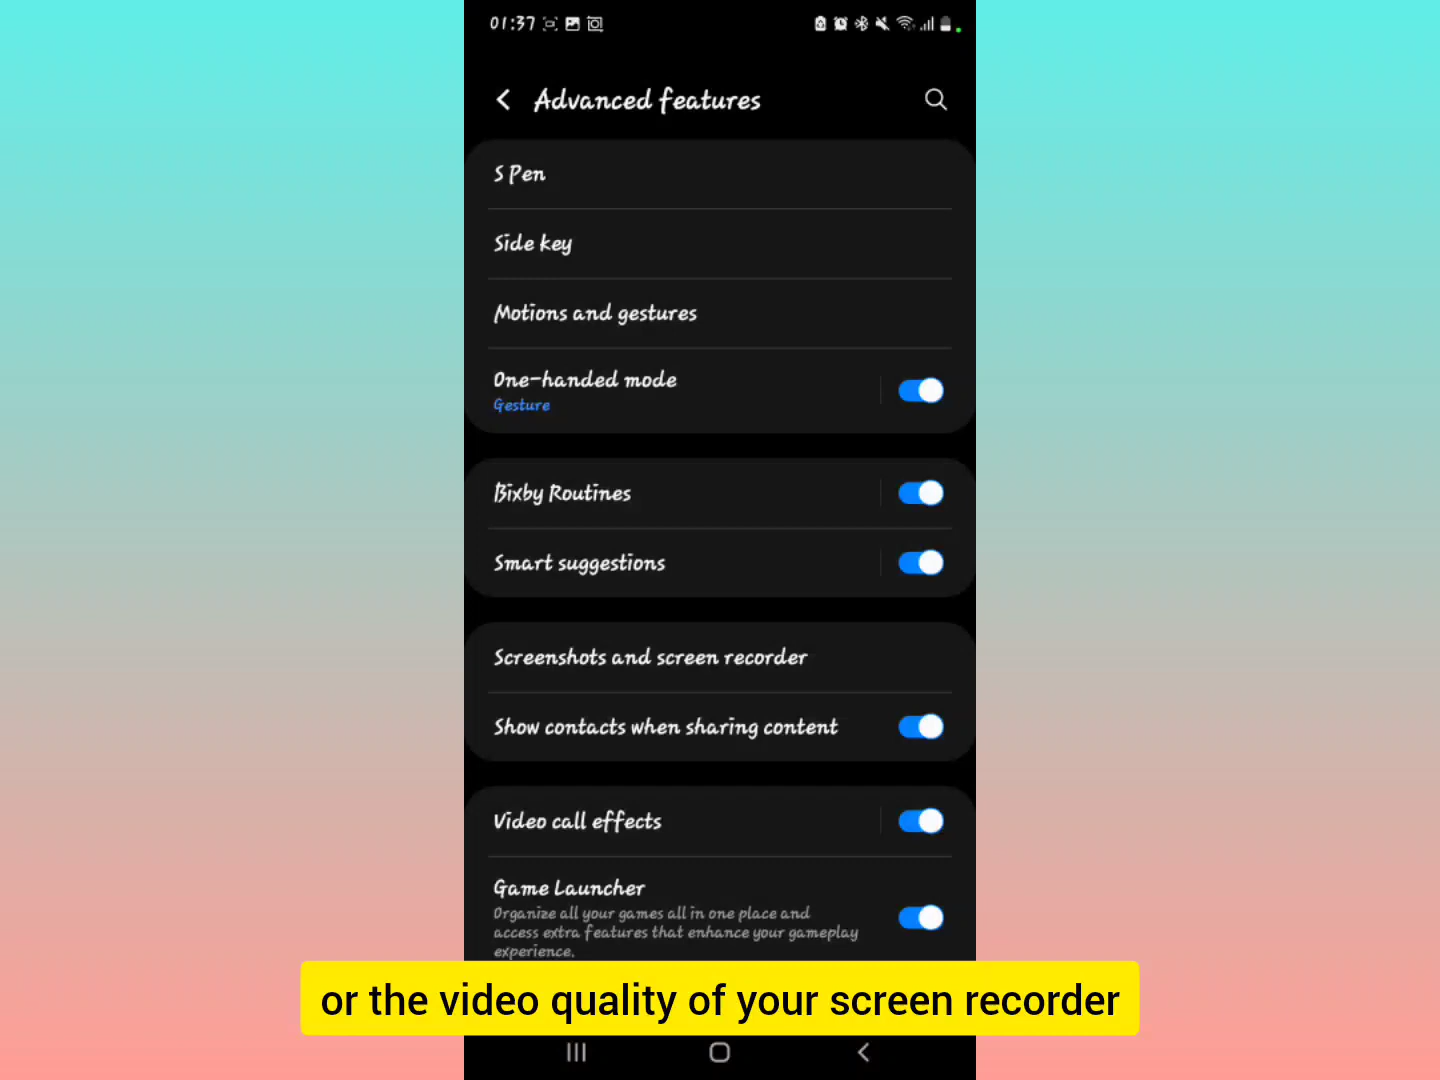 01:37
Advanced features
S Pen
Side key
Motions and gestures
One-handed mode
Gesture
Bixby Routines
Smart suggestions
Screenshots and screen recorder
Show contacts when sharing content
Video call effects
Game Launcher
Organize all your games all in one place and
access extra features that enhance your gameplay
experience.
or the video quality of your screen recorder